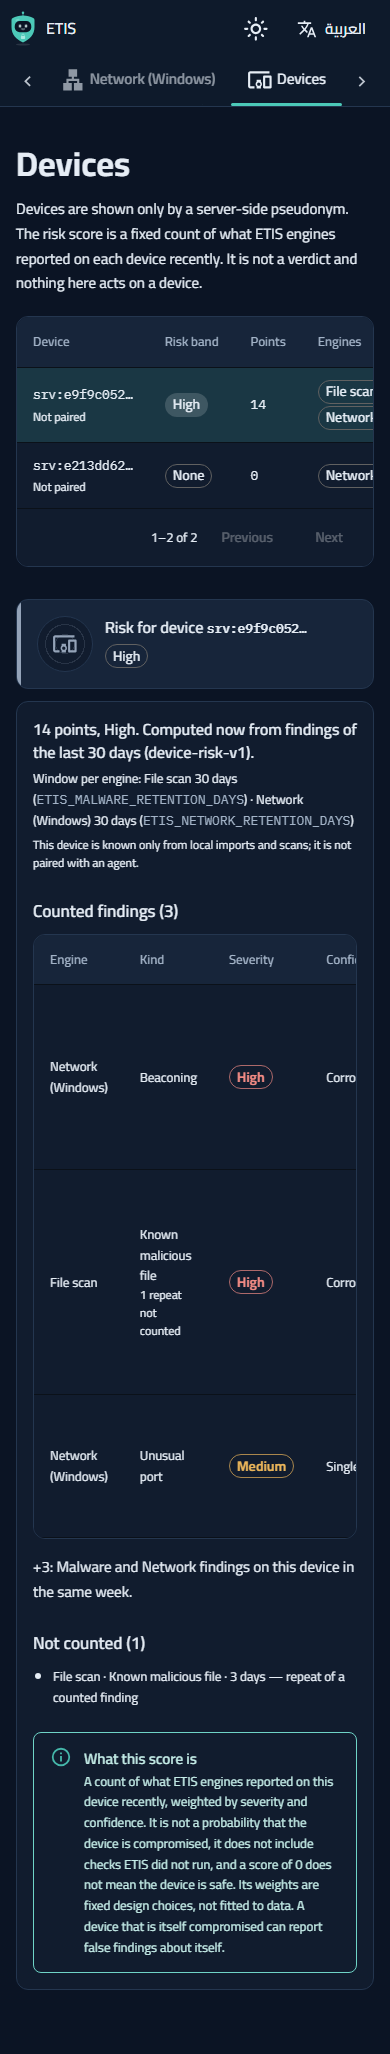 ETIS
العربية
Network (Windows)
Devices
Devices
Devices are shown only by a server-side pseudonym.
The risk score is a fixed count of what ETIS engines
reported on each device recently. It is not a verdict and
nothing here acts on a device.
Device Risk band Points Engines
srv:e9f9c052… High 14 File scan
Not paired Network
srv:e213dd62… None 0 Network
Not paired
1–2 of 2 Previous Next
Risk for device srv:e9f9c052…
High
14 points, High. Computed now from findings of
the last 30 days (device-risk-v1).
Window per engine: File scan 30 days
(ETIS_MALWARE_RETENTION_DAYS) · Network
(Windows) 30 days (ETIS_NETWORK_RETENTION_DAYS)
This device is known only from local imports and scans; it is not
paired with an agent.
Counted findings (3)
Engine Kind Severity Confi
Network
(Windows)
Beaconing
High
Corro
File scan
Known
malicious
file
1 repeat
not
counted
High
Corro
Network
(Windows)
Unusual
port
Medium
Single
+3: Malware and Network findings on this device in
the same week.
Not counted (1)
File scan · Known malicious file · 3 days — repeat of a
counted finding
What this score is
A count of what ETIS engines reported on this
device recently, weighted by severity and
confidence. It is not a probability that the
device is compromised, it does not include
checks ETIS did not run, and a score of 0 does
not mean the device is safe. Its weights are
fixed design choices, not fitted to data. A
device that is itself compromised can report
false findings about itself.